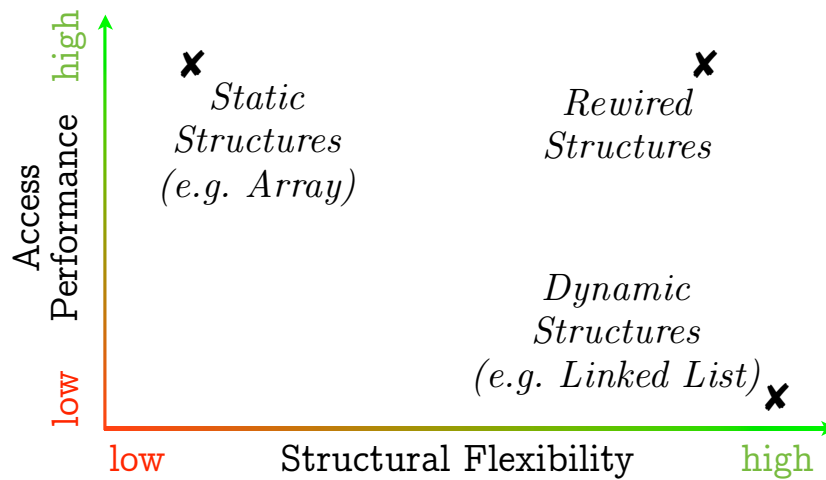 high
Static
Structures
(e.g. Array)
Rewired
Structures
Access
Performance
Dynamic
Structures
(e.g. Linked List)
low
low
Structural Flexibility
high